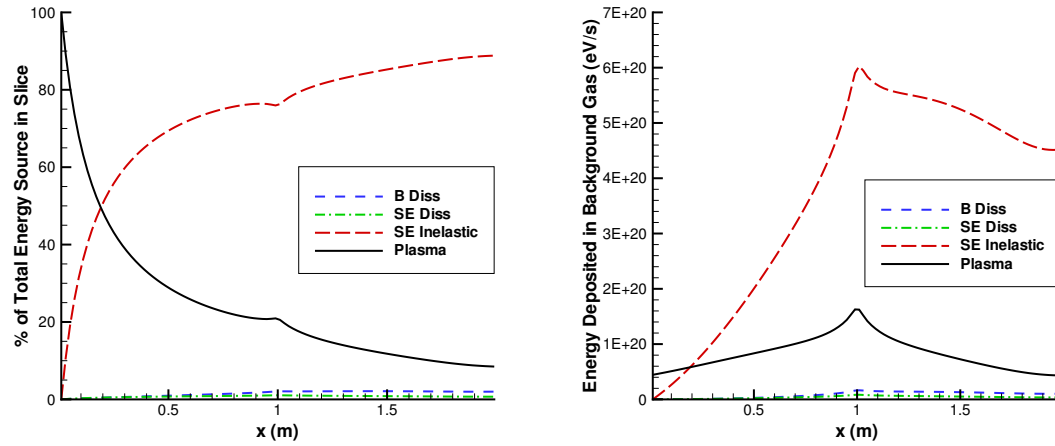 % of Total Energy Source in Slice
100
80
60
40
20
0
0.5
1
1.5
x (m)
B Diss
SE Diss
SE Inelastic
Plasma
Energy Deposited in Background Gas (eV/s)
7E+20
6E+20
5E+20
4E+20
3E+20
2E+20
1E+20
0
0.5
1
1.5
x (m)
B Diss
SE Diss
SE Inelastic
Plasma